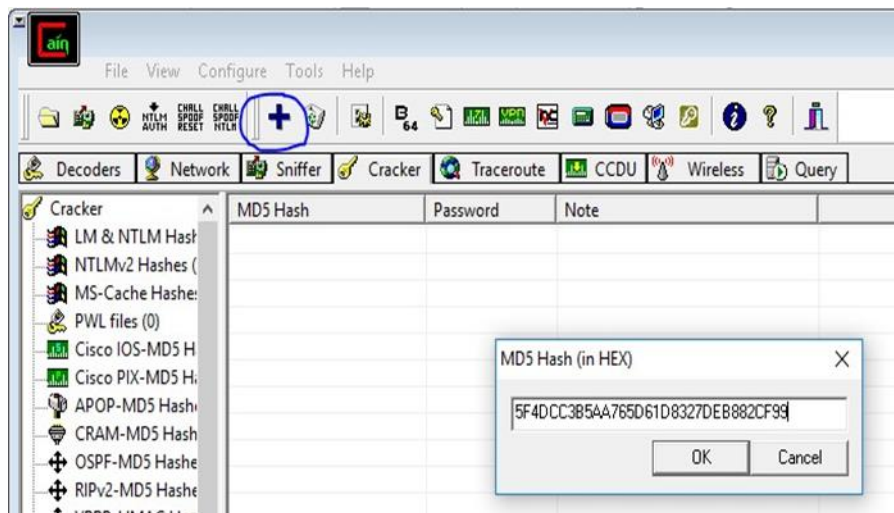 aín
File View Configure Tools Help
NTLM AUTH CHALL SPOOF RESET CHALL SPOOF NTLM B64
Decoders Network Sniffer Cracker Traceroute CCDU Wireless Query
Cracker
MD5 Hash Password Note
LM & NTLM Hash
NTLMv2 Hashes (
MS-Cache Hashe
PWL files (0)
Cisco IOS-MD5 H
Cisco PIX-MD5 H
APOP-MD5 Hash
CRAM-MD5 Hash
OSPF-MD5 Hashe
RIPv2-MD5 Hashe
MD5 Hash (in HEX)
5F4DCC3B5AA765D61D8327DEB882CF99
OK Cancel